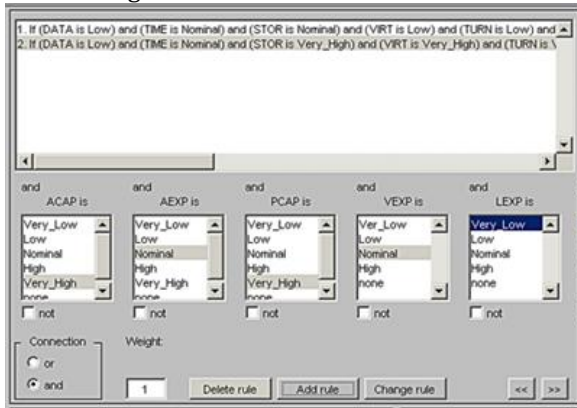 1. If (DATA is Low) and (TIME is Nominal) and (STOR is Nominal) and (VIRT is Low) and (TURN is Low) and
2. If (DATA is Low) and (TIME is Nominal) and (STOR is Very_High) and (VIRT is Very_High) and (TURN is
and and and and and
ACAP is AEXP is PCAP is VEXP is LEXP is
Very_Low Very_Low Very_Low Ver_Low Very_Low
Low Low Low Low Low
Nominal Nominal Nominal Nominal Nominal
High High High High High
Very_High Very_High Very_High none none
none none none
not not not not not
Connection Weight:
or
and 1 Delete rule Add rule Change rule << >>